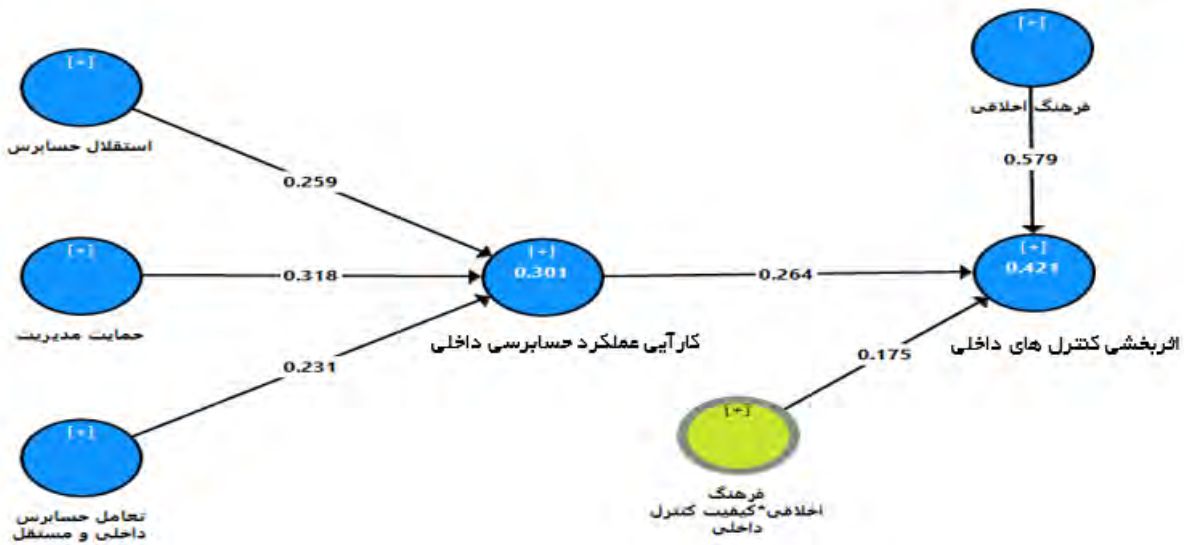 [+]
استقلال حسابرس
0.259
[+]
حمایت مدیریت
0.318
[+]
تعامل حسابرس
داخلی و مستقل
0.231
[+]
0.301
کارآیی عملکرد حسابرسی داخلی
0.264
[+]
فرهنگ اخلاقی
0.579
[+]
0.421
اثربخشی کنترل های داخلی
0.175
[+]
فرهنگ
اخلاقی*کیفیت کنترل
داخلی